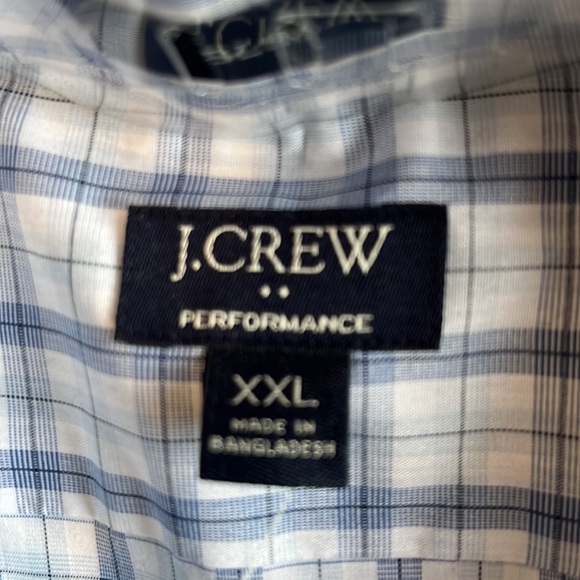 J.CREW
PERFORMANCE
XXL
MADE IN
BANGLADESH